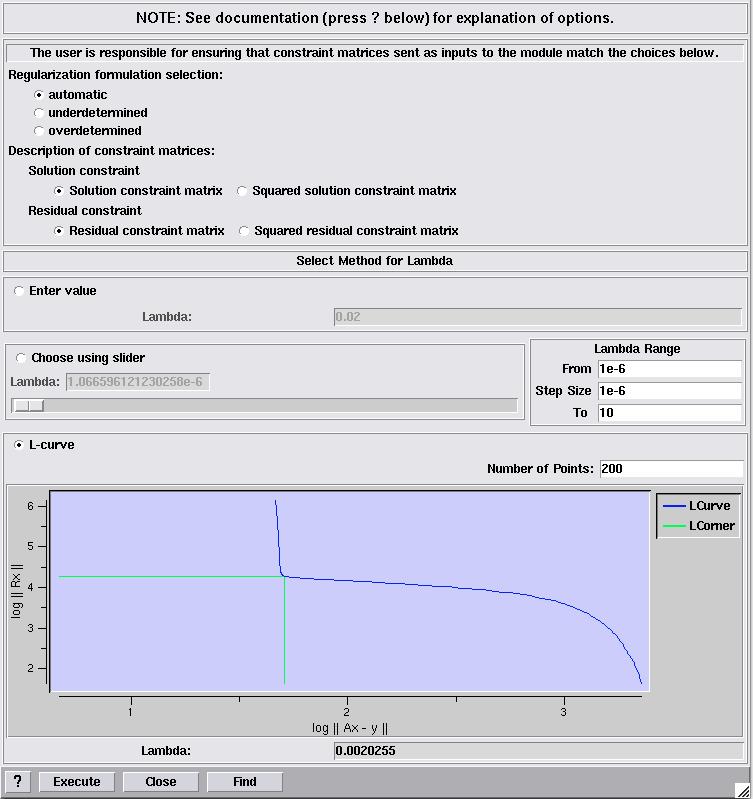 NOTE: See documentation (press ? below) for explanation of options.
The user is responsible for ensuring that constraint matrices sent as inputs to the module match the choices below.
Regularization formulation selection:
automatic
underdetermined
overdetermined
Description of constraint matrices:
Solution constraint
Solution constraint matrix Squared solution constraint matrix
Residual constraint
Residual constraint matrix Squared residual constraint matrix
Select Method for Lambda
Enter value
Lambda: 0.02
Choose using slider
Lambda: 1.066596121230258e-6
Lambda Range
From 1e-6
Step Size 1e-6
To 10
L-curve
Number of Points: 200
6
5
4
3
2
log || Rx ||
1 2 3
log || Ax - y ||
LCurve
LCorner
Lambda: 0.0020255
? Execute Close Find